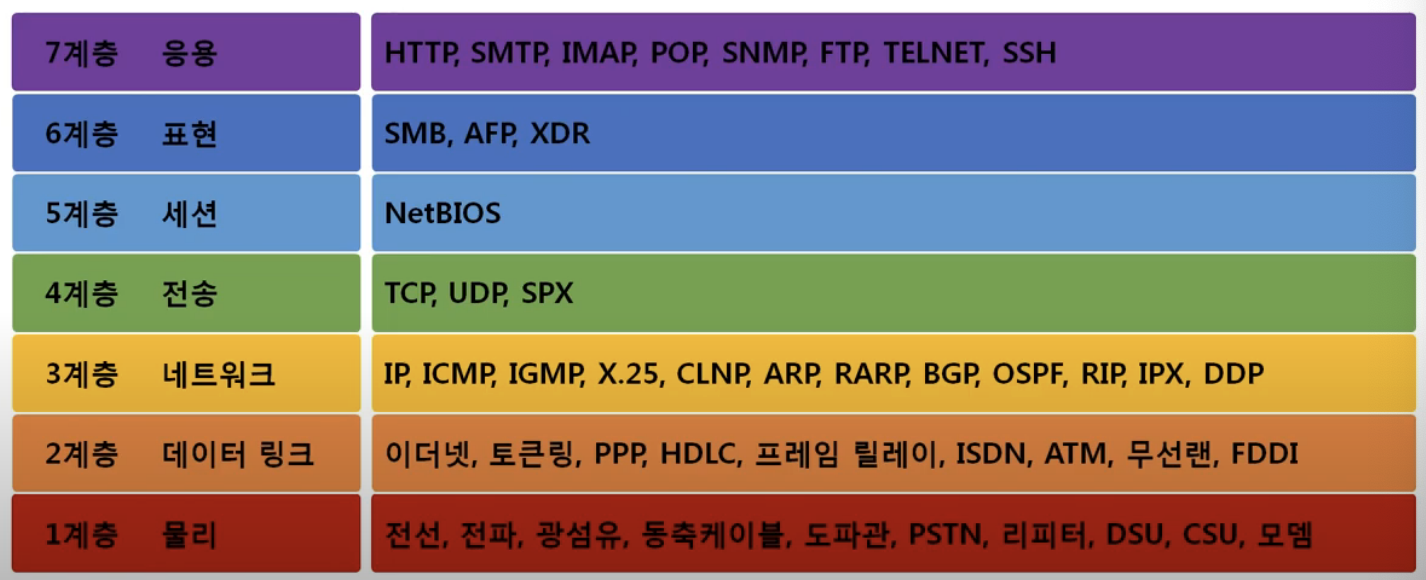 7계층 응용 HTTP, SMTP, IMAP, POP, SNMP, FTP, TELNET, SSH
6계층 표현 SMB, AFP, XDR
5계층 세션 NetBIOS
4계층 전송 TCP, UDP, SPX
3계층 네트워크 IP, ICMP, IGMP, X.25, CLNP, ARP, RARP, BGP, OSPF, RIP, IPX, DDP
2계층 데이터 링크 이더넷, 토큰링, PPP, HDLC, 프레임 릴레이, ISDN, ATM, 무선랜, FDDI
1계층 물리 전선, 전파, 광섬유, 동축케이블, 도파관, PSTN, 리피터, DSU, CSU, 모뎀